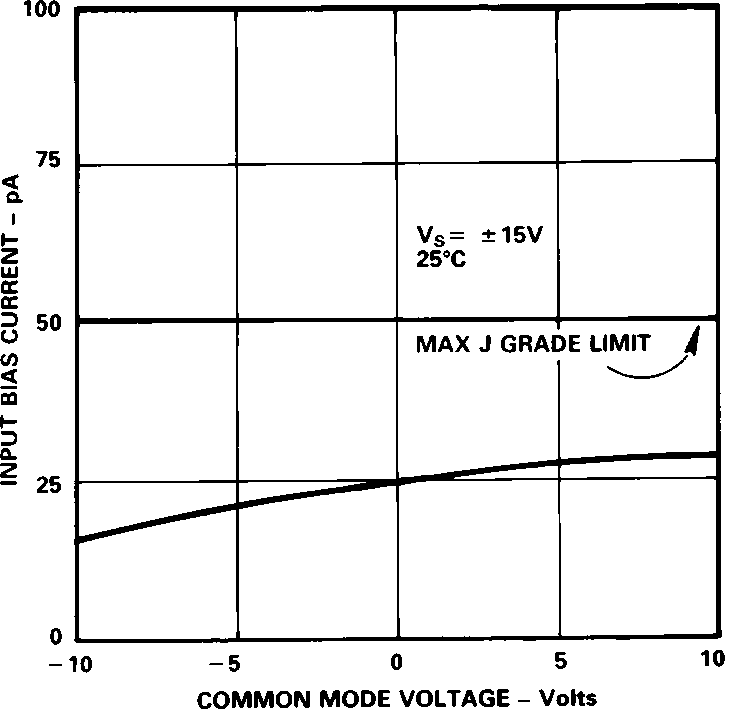 100
75
50
25
0
INPUT BIAS CURRENT – pA
V_S = ±15V
25°C
MAX J GRADE LIMIT
–10 –5 0 5 10
COMMON MODE VOLTAGE – Volts